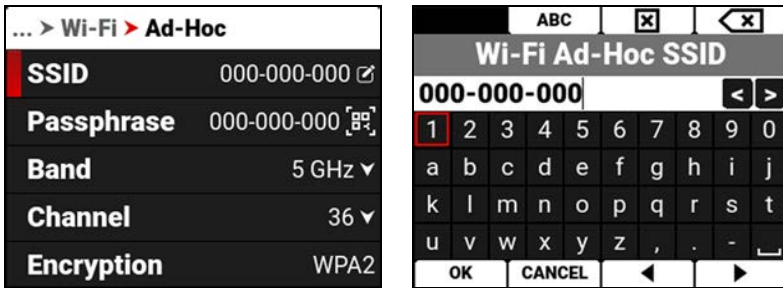 ... > Wi-Fi > Ad-Hoc
SSID 000-000-000
Passphrase 000-000-000
Band 5 GHz
Channel 36
Encryption WPA2
ABC
Wi-Fi Ad-Hoc SSID
000-000-000 < >
1 2 3 4 5 6 7 8 9 0
a b c d e f g h i j
k l m n o p q r s t
u v w x y z , . -
OK CANCEL